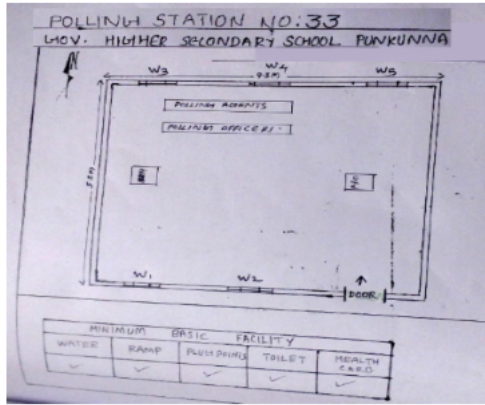 POLLING STATION NO: 33
GOV. HIGHER SECONDARY SCHOOL PUNKUNNA
N
W3 W4 W5
POLLING AGENTS
POLLING OFFICERS
W1 W2
DOOR
MINIMUM BASIC FACILITY
WATER RAMP PLUG POINTS TOILET HEALTH CARD
✓ ✓ ✓ ✓ ✓